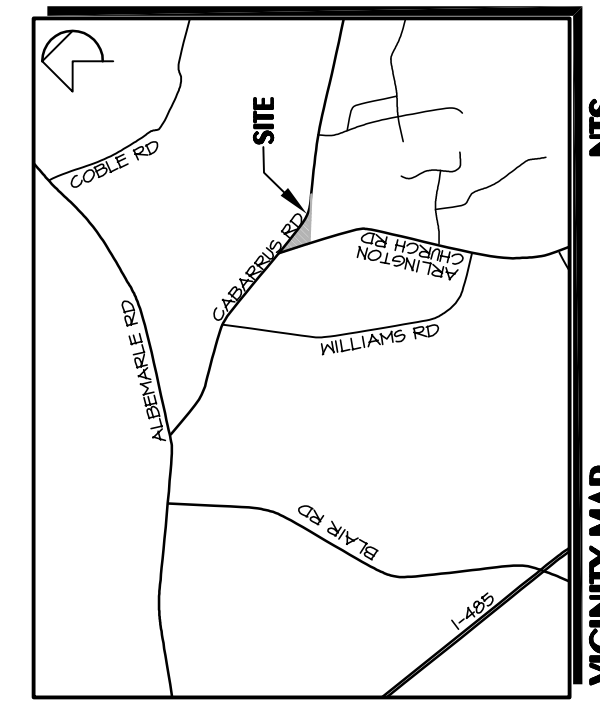 SITE
COBLE RD
CABARRUS RD
ARLINGTON
CHURCH RD
WILLIAMS RD
ALBEMARLE RD
BLAIR RD
I-485
VICINITY MAP
NTS